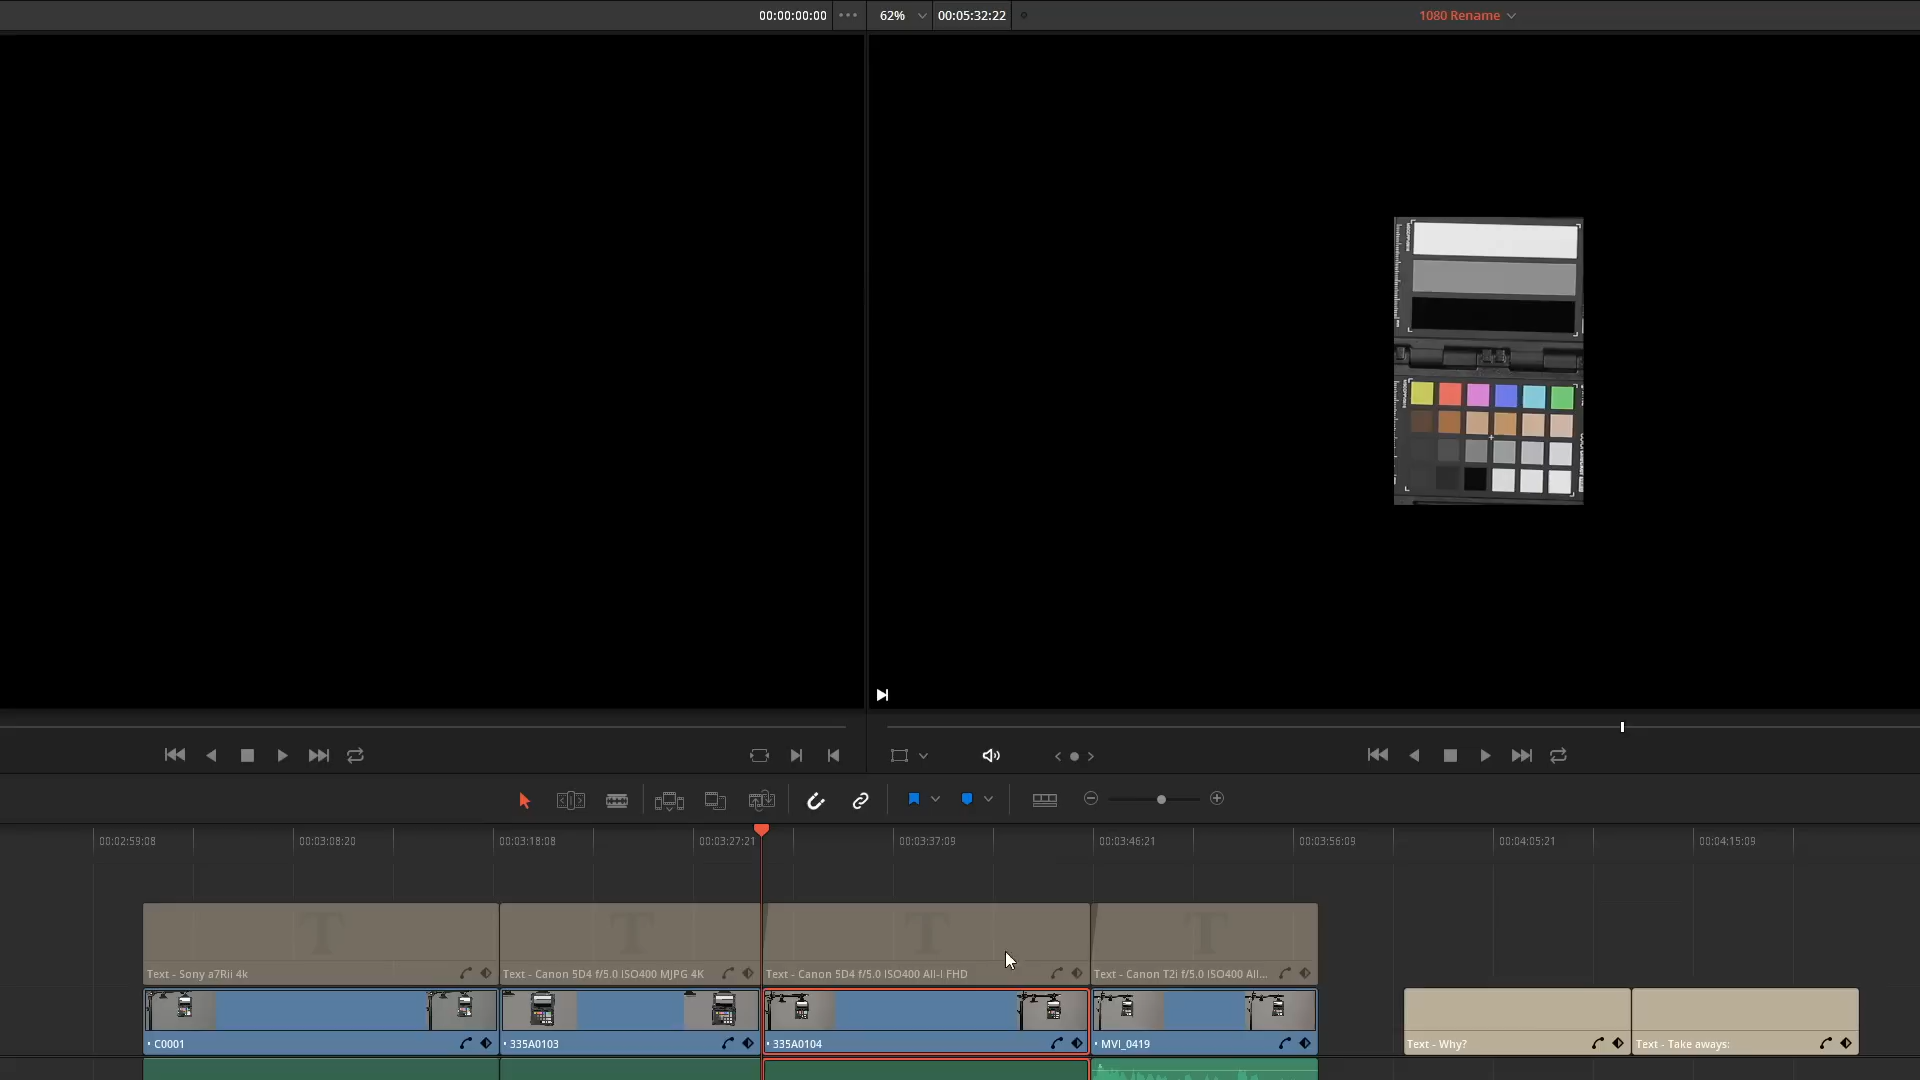 00:00:00:00
62%
00:05:32:22
1080 Rename
00:02:59:08
00:03:08:20
00:03:18:08
00:03:27:21
00:03:37:09
00:03:46:21
00:03:56:09
00:04:05:21
00:04:15:09
Text - Sony a7Rii 4k
Text - Canon 5D4 f/5.0 ISO400 MJPG 4K
Text - Canon 5D4 f/5.0 ISO400 All-I FHD
Text - Canon T2i f/5.0 ISO400 All...
• C0001
• 335A0103
• 335A0104
• MVI_0419
Text - Why?
Text - Take aways: